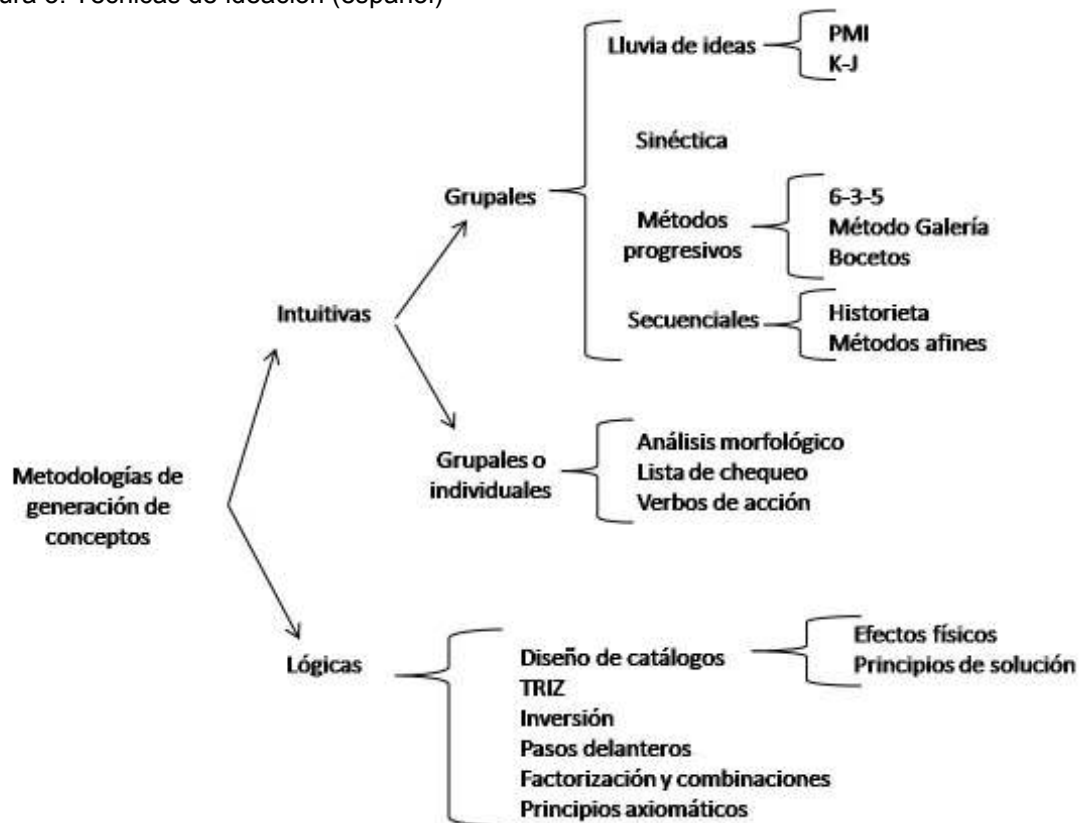 ura 6. Técnicas de ideación (español)
Lluvia de ideas
PMI
K-J
Sinéctica
Grupales
Métodos
progresivos
6-3-5
Método Galería
Bocetos
Intuitivas
Secuenciales
Historieta
Métodos afines
Grupales o
individuales
Análisis morfológico
Lista de chequeo
Verbos de acción
Metodologías de
generación de
conceptos
Lógicas
Diseño de catálogos
TRIZ
Inversión
Pasos delanteros
Factorización y combinaciones
Principios axiomáticos
Efectos físicos
Principios de solución